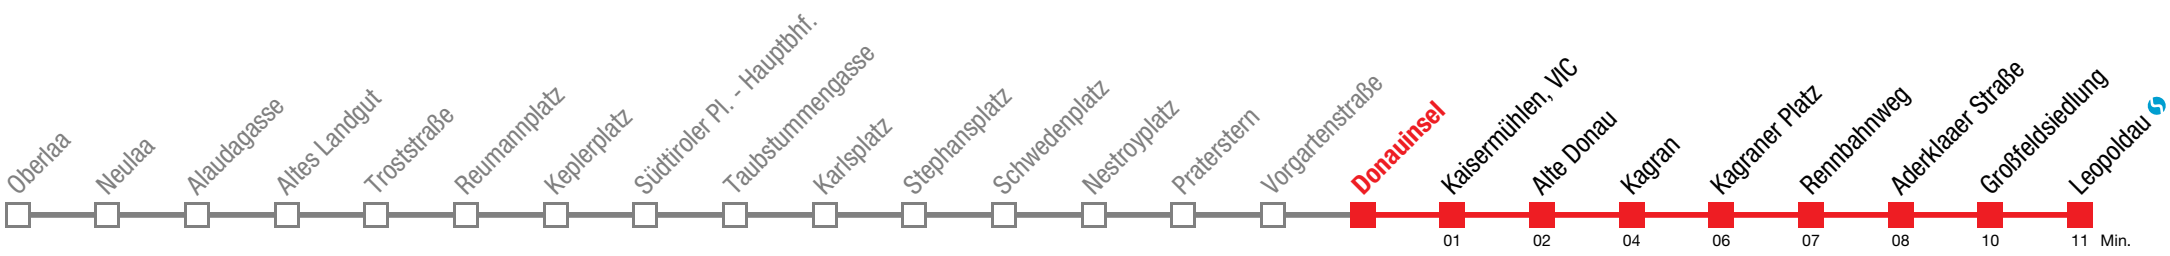 Oberlaa
Neulaa
Alaudagasse
Altes Landgut
Troststraße
Reumannplatz
Keplerplatz
Südtiroler Pl. - Hauptbhf.
Taubstummengasse
Karlsplatz
Stephansplatz
Schwedenplatz
Nestroyplatz
Praterstern
Vorgartenstraße
Donauinsel
Kaisermühlen, VIC
Alte Donau
Kagran
Kagraner Platz
Rennbahnweg
Aderklaaer Straße
Großfeldsiedlung
Leopoldau
01 02 04 06 07 08 10 11 Min.